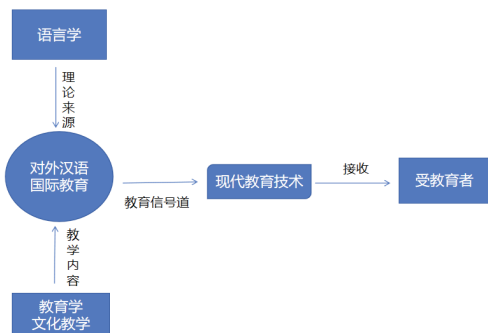 语言学
理论来源
对外汉语
国际教育
教育信号道
现代教育技术
接收
受教育者
教学内容
教育学
文化教学